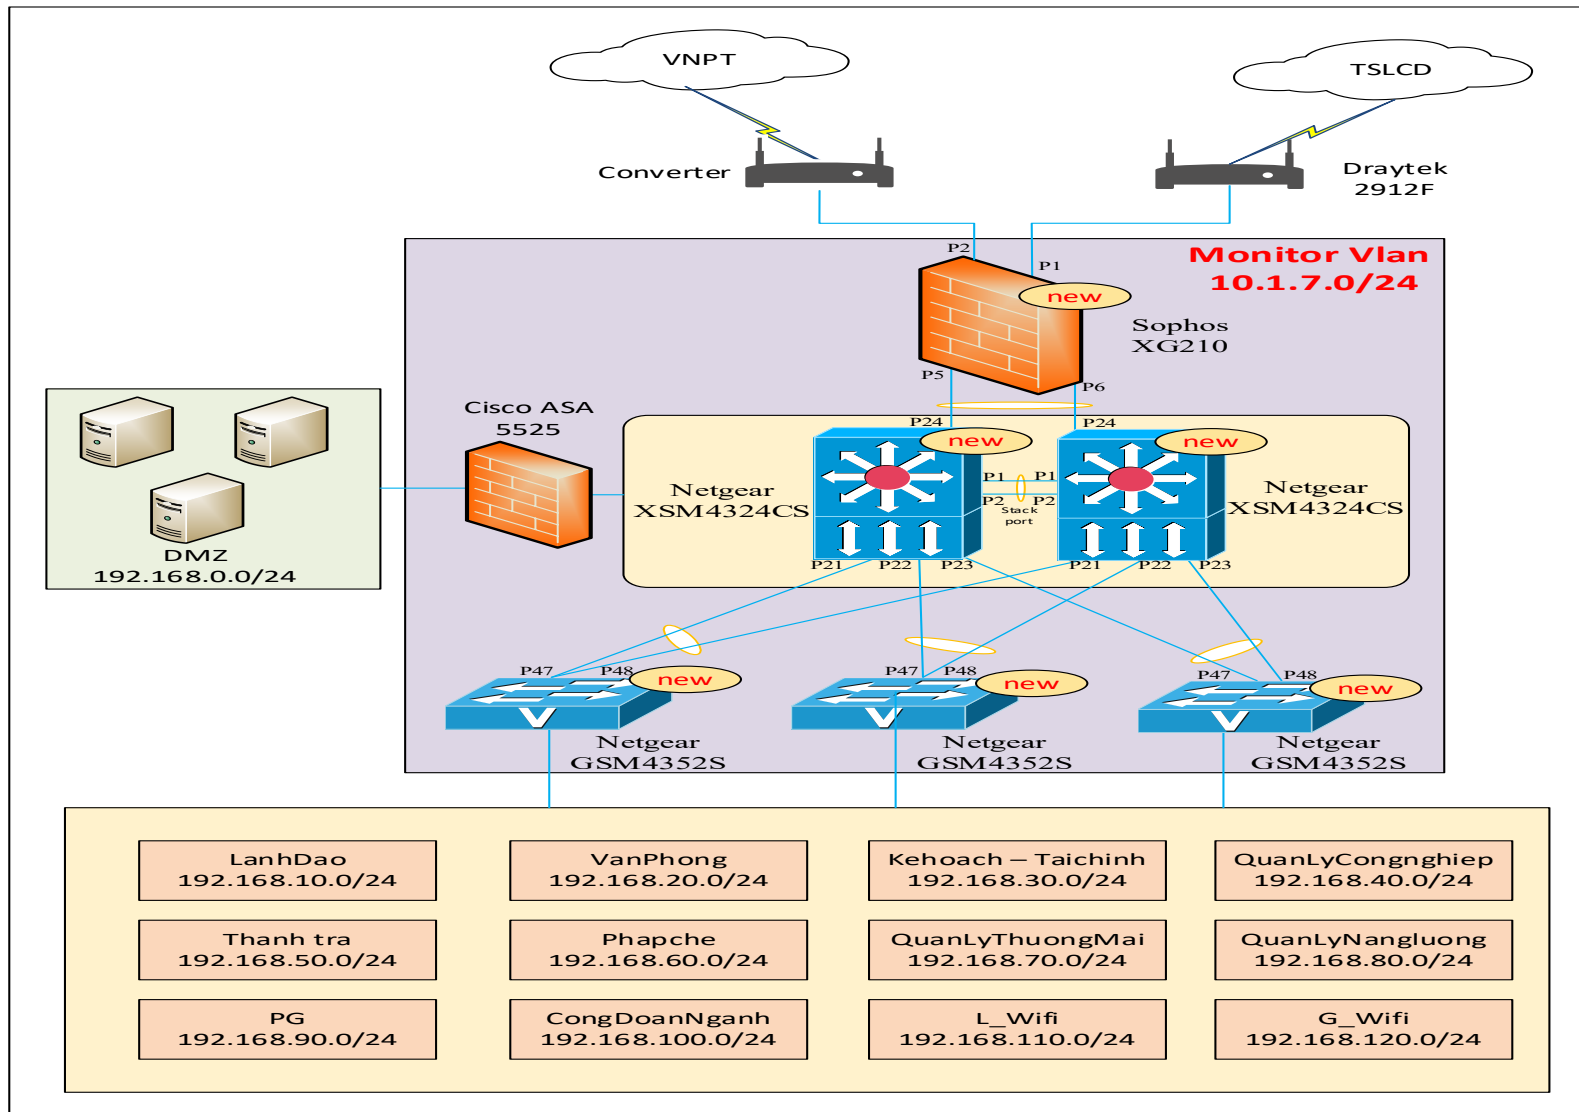 VNPT
TSLCD
Converter
Draytek
2912F
P2
P1
Monitor Vlan
10.1.7.0/24
new
Sophos
XG210
P5
P6
Cisco ASA
5525
P24
P24
new
new
Netgear
XSM4324CS
P1
P1
P2
P2
Stack
port
Netgear
XSM4324CS
DMZ
192.168.0.0/24
P21
P22
P23
P21
P22
P23
P47
P48
new
P47
P48
new
P47
P48
new
Netgear
GSM4352S
Netgear
GSM4352S
Netgear
GSM4352S
LanhDao
192.168.10.0/24
VanPhong
192.168.20.0/24
Kehoach – Taichinh
192.168.30.0/24
QuanLyCongnghiep
192.168.40.0/24
Thanh tra
192.168.50.0/24
Phapche
192.168.60.0/24
QuanLyThuongMai
192.168.70.0/24
QuanLyNangluong
192.168.80.0/24
PG
192.168.90.0/24
CongDoanNganh
192.168.100.0/24
L_Wifi
192.168.110.0/24
G_Wifi
192.168.120.0/24